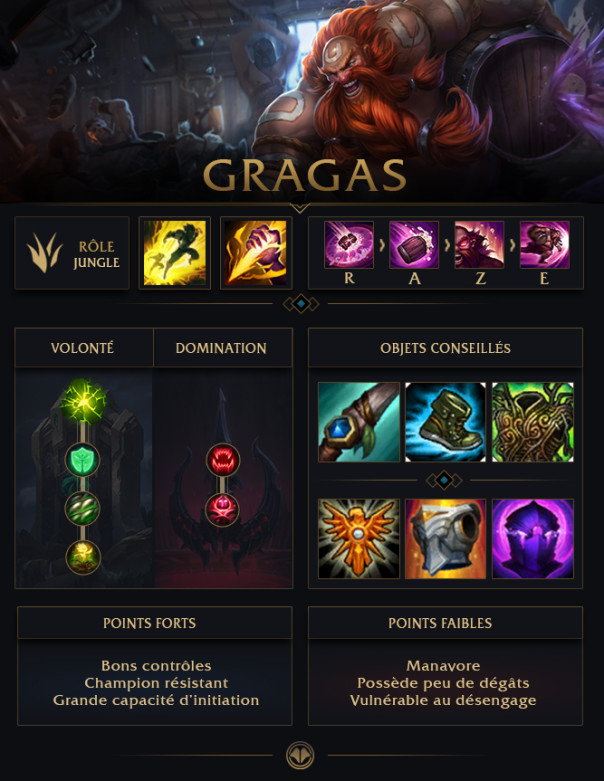 GRAGAS
RÔLE
JUNGLE
R
A
Z
E
VOLONTÉ
DOMINATION
OBJETS CONSEILLÉS
POINTS FORTS
POINTS FAIBLES
Bons contrôles
Champion résistant
Grande capacité d'initiation
Manavore
Possède peu de dégâts
Vulnérable au désengage